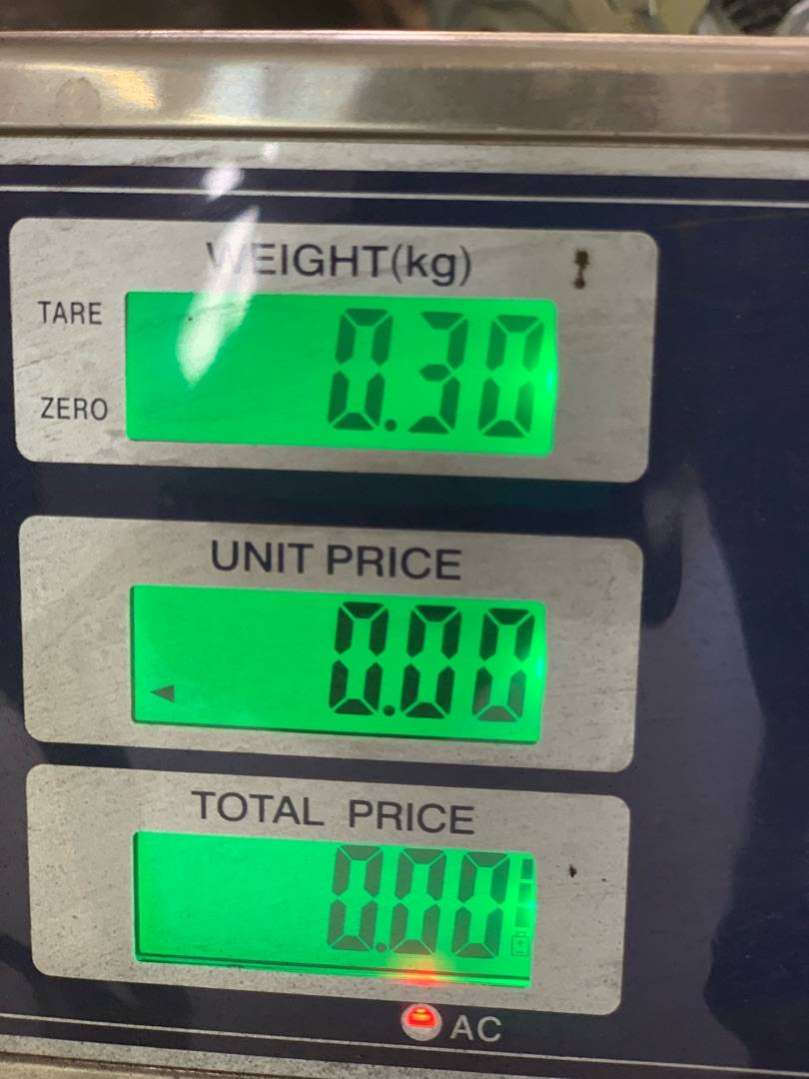 WEIGHT(kg)
TARE
0.30
ZERO
UNIT PRICE
0.00
TOTAL PRICE
0.00
AC